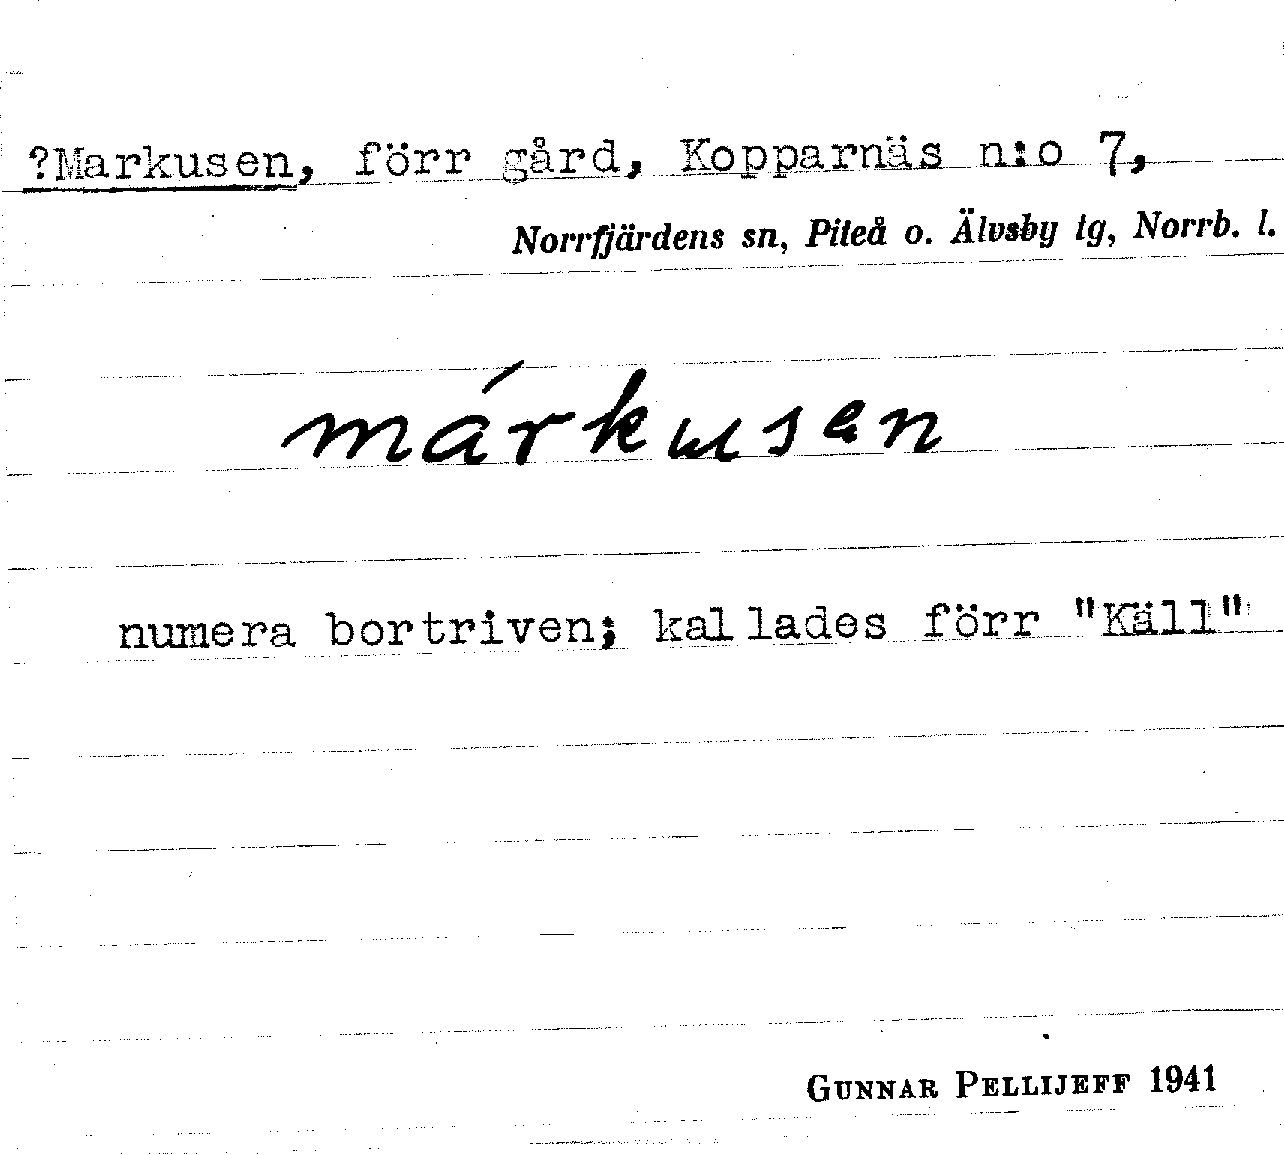 ?Markusen, förr gård, Kopparnäs n:o 7,
Norrfjärdens sn, Piteå o. Älvsby tg, Norrb. l.
márkusen
numera bortriven; kallades förr "Käll"
GUNNAR PELLIJEFF 1941